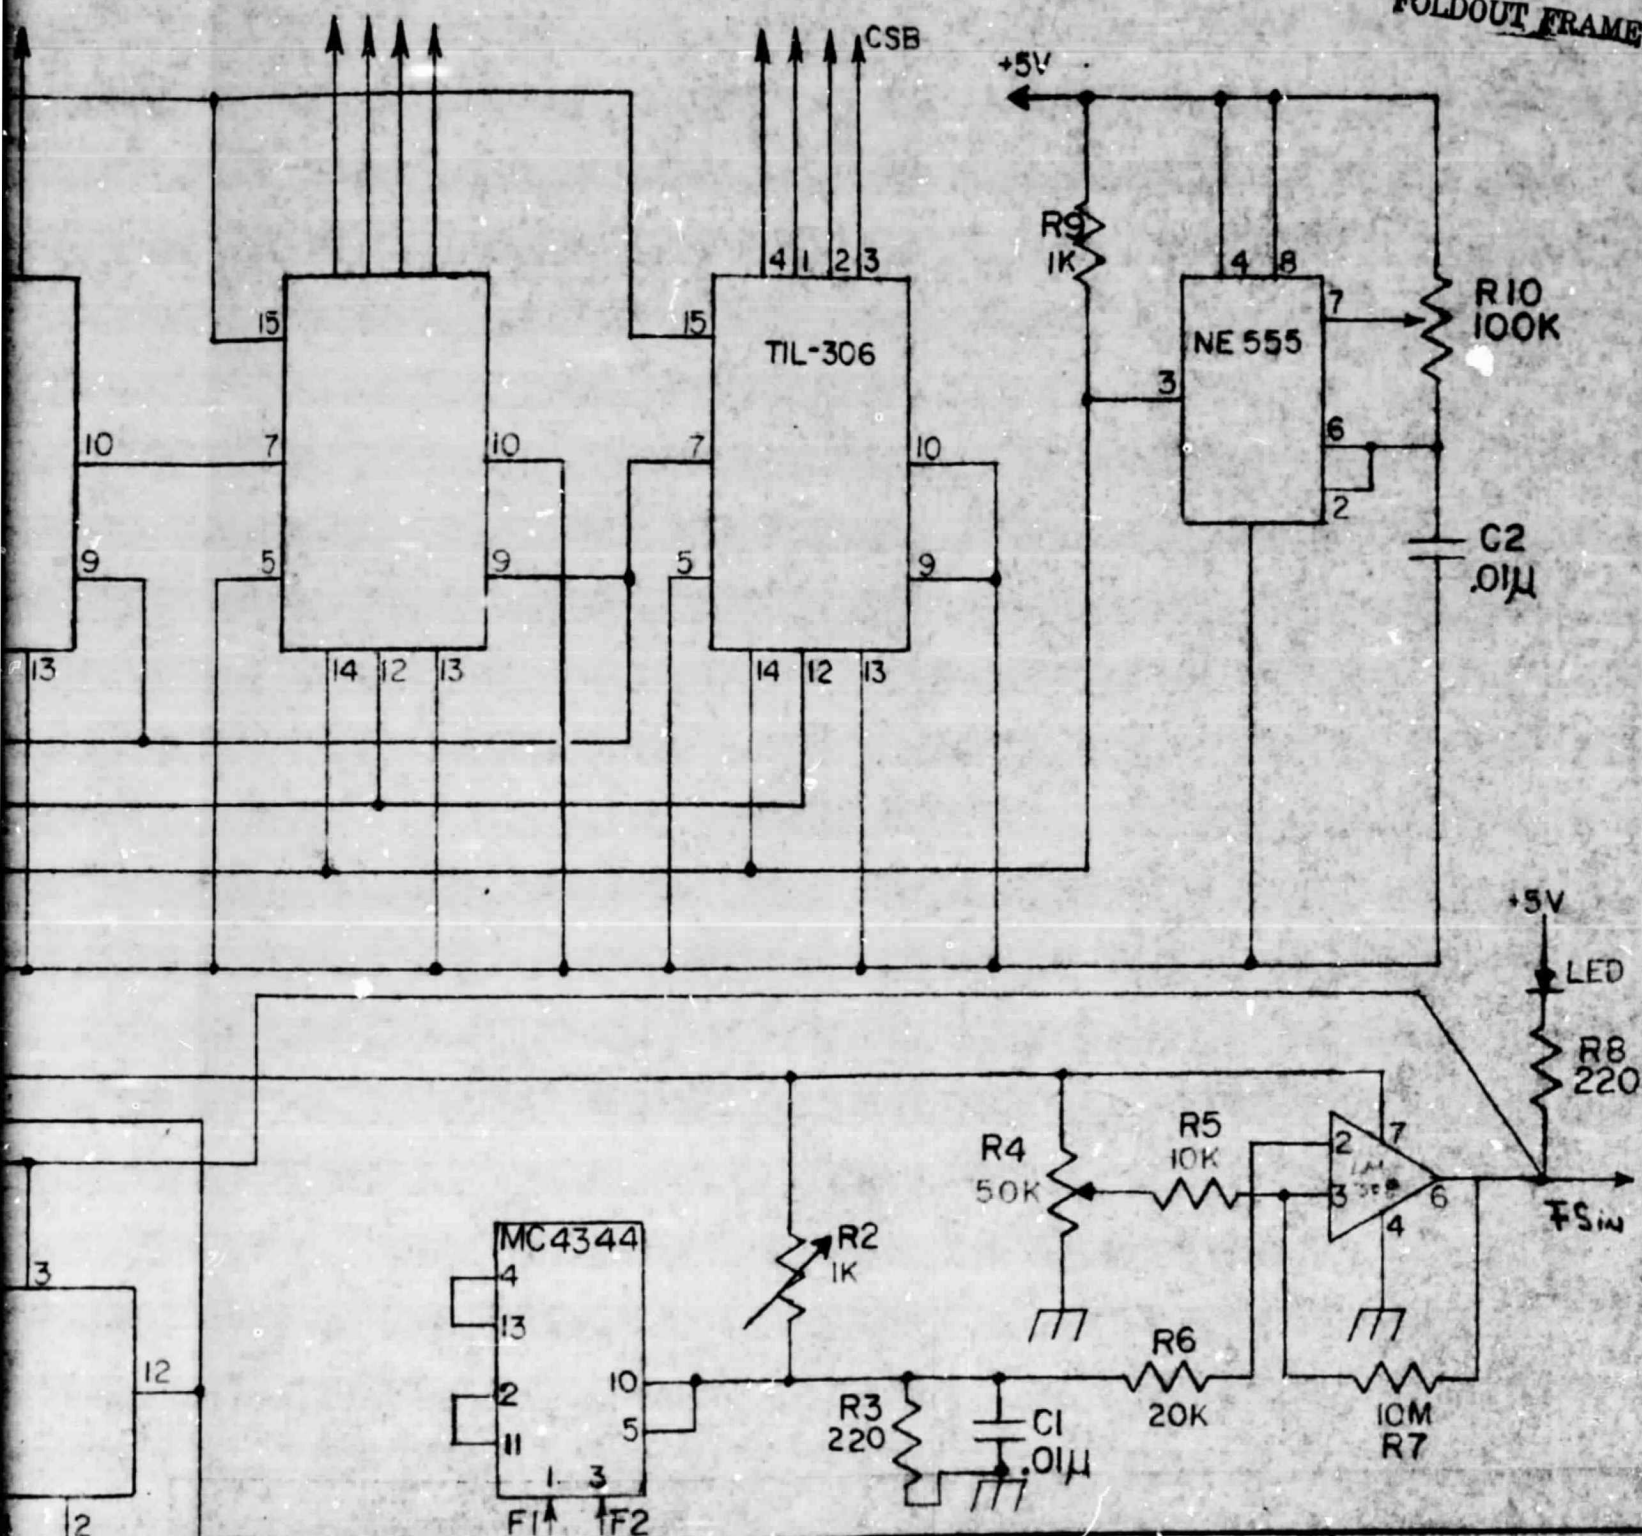 FOLDOUT FRAME
CSB
+5V
4 1 2 3
R9
1K
4 8
7
R10
100K
15
15
TIL-306
NE 555
3
10
7
10
7
10
6
2
C2
.01µ
9
5
9
5
9
13
14 12 13
14 12 13
+5V
LED
R8
220
R4
50K
R5
10K
2
7
3
6
4
FSin
MC4344
R2
1K
3
4
13
12
2
11
10
5
R3
220
C1
.01µ
R6
20K
10M
R7
1 3
F1 F2
12